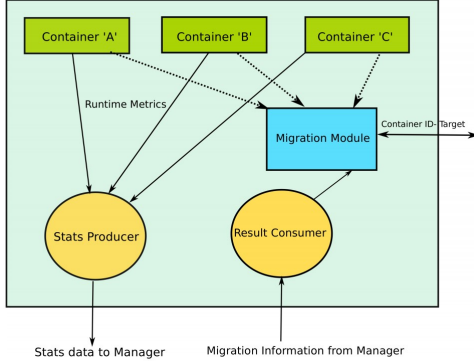 Container 'A'
Container 'B'
Container 'C'
Runtime Metrics
Container ID- Target
Migration Module
Stats Producer
Result Consumer
Stats data to Manager
Migration Information from Manager